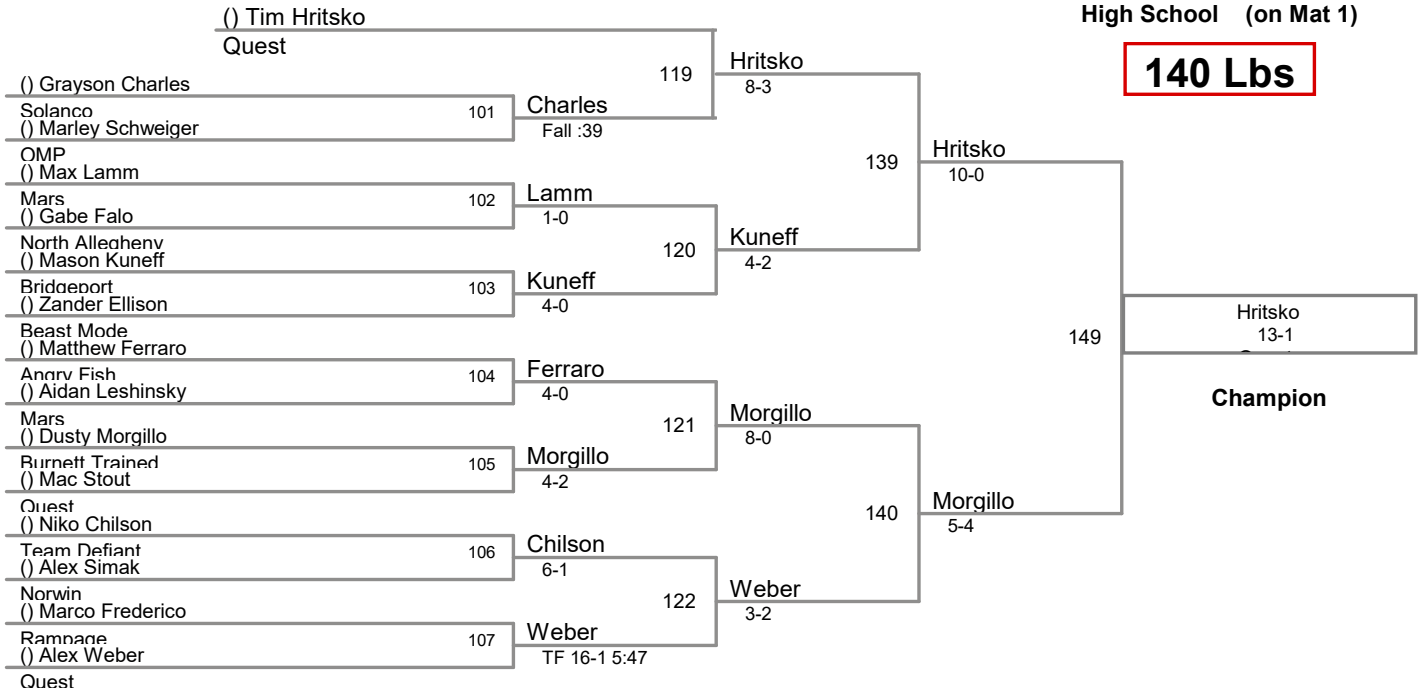 () Tim Hritsko
Quest
High School (on Mat 1)
140 Lbs
() Grayson Charles
Solanco
() Marley Schweiger
OMP
() Max Lamm
Mars
() Gabe Falo
North Allegheny
() Mason Kuneff
Bridgeport
() Zander Ellison
Beast Mode
() Matthew Ferraro
Angry Fish
() Aidan Leshinsky
Mars
() Dusty Morgillo
Burnett Trained
() Mac Stout
Quest
() Niko Chilson
Team Defiant
() Alex Simak
Norwin
() Marco Frederico
Rampage
() Alex Weber
Quest
101
Charles
Fall :39
102
Lamm
1-0
103
Kuneff
4-0
104
Ferraro
4-0
105
Morgillo
4-2
106
Chilson
6-1
107
Weber
TF 16-1 5:47
119
Hritsko
8-3
120
Kuneff
4-2
121
Morgillo
8-0
122
Weber
3-2
139
Hritsko
10-0
140
Morgillo
5-4
149
Hritsko
13-1
Champion